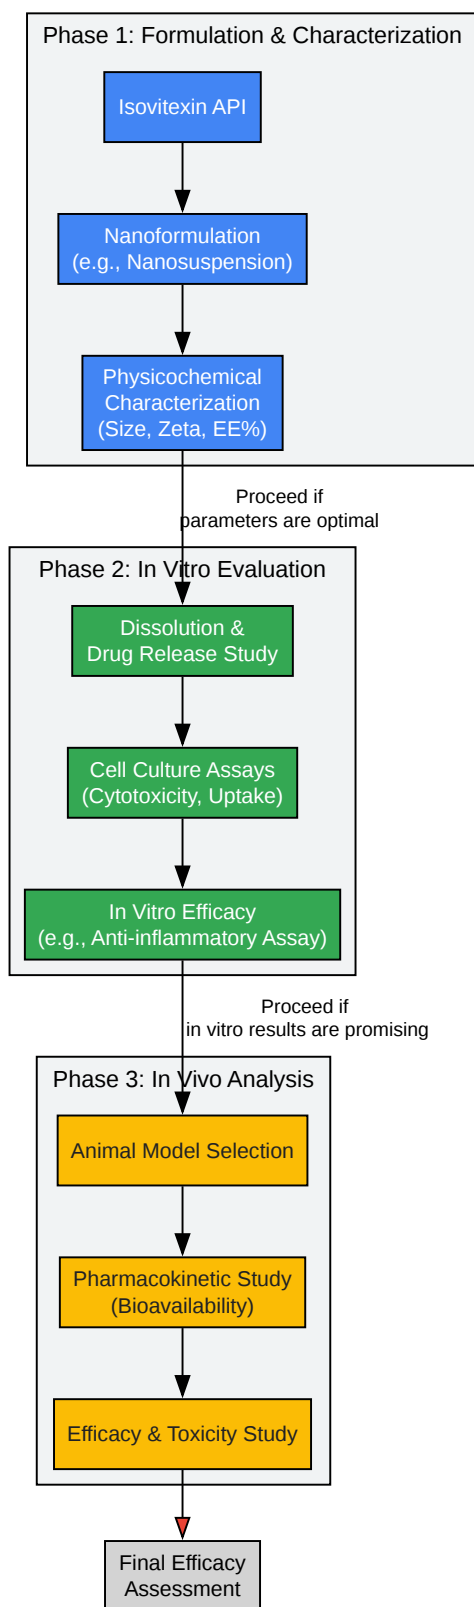 Phase 1: Formulation & Characterization
Isovitexin API
Nanoformulation
(e.g., Nanosuspension)
Physicochemical
Characterization
(Size, Zeta, EE%)
Proceed if
parameters are optimal
Phase 2: In Vitro Evaluation
Dissolution &
Drug Release Study
Cell Culture Assays
(Cytotoxicity, Uptake)
In Vitro Efficacy
(e.g., Anti-inflammatory Assay)
Proceed if
in vitro results are promising
Phase 3: In Vivo Analysis
Animal Model Selection
Pharmacokinetic Study
(Bioavailability)
Efficacy & Toxicity Study
Final Efficacy
Assessment